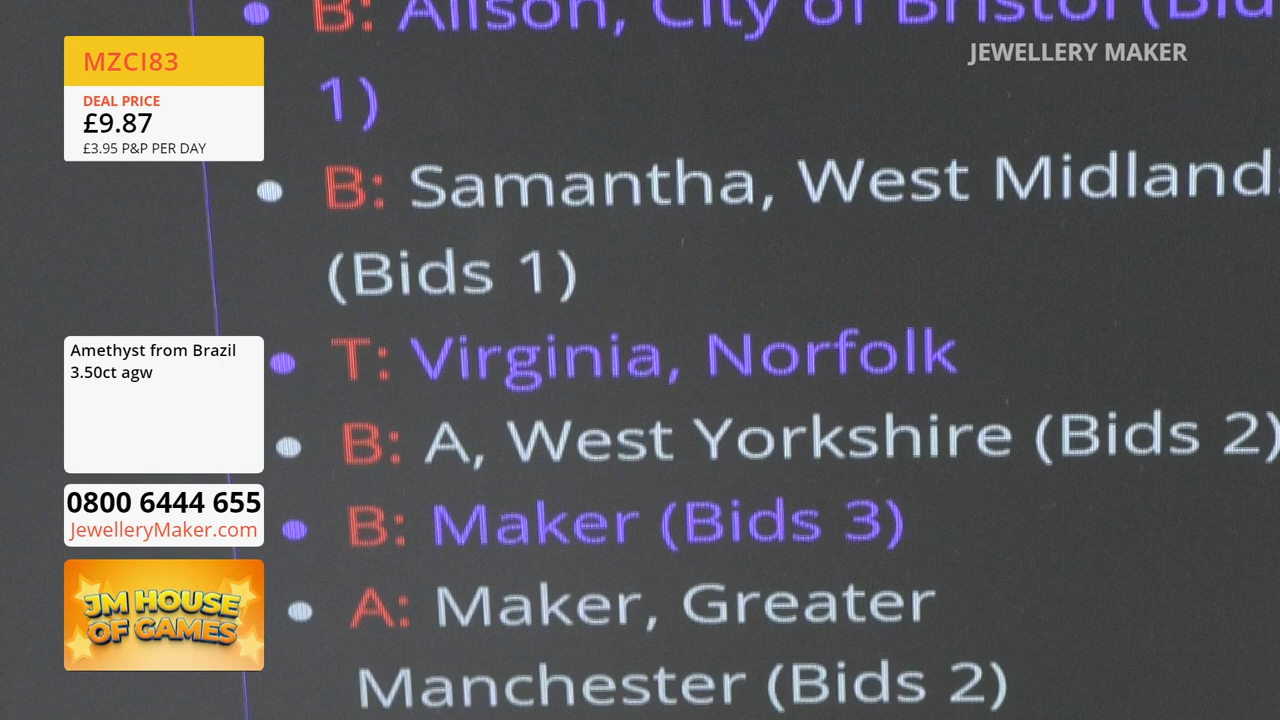 B: Alison, City of Bristol (Bid
1)
JEWELLERY MAKER
MZCI83
DEAL PRICE
£9.87
£3.95 P&P PER DAY
B: Samantha, West Midland
(Bids 1)
T: Virginia, Norfolk
Amethyst from Brazil
3.50ct agw
B: A, West Yorkshire (Bids 2)
B: Maker (Bids 3)
0800 6444 655
JewelleryMaker.com
A: Maker, Greater
Manchester (Bids 2)
JM HOUSE
OF GAMES